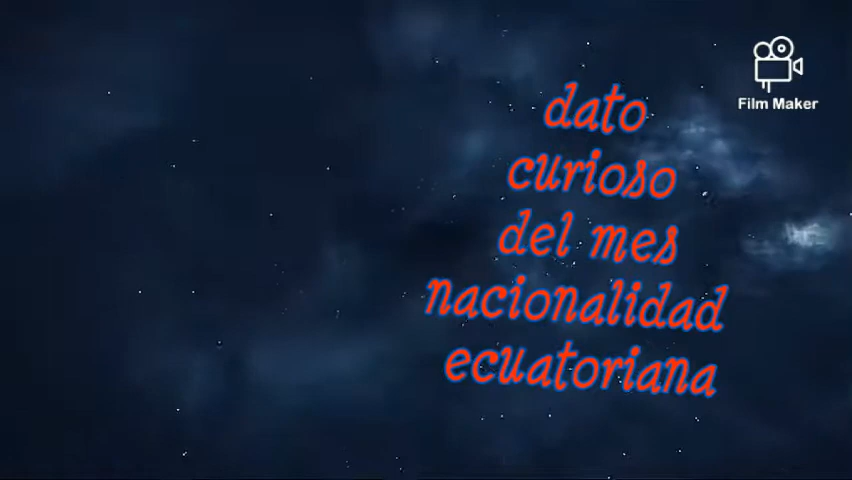 Film Maker
dato
curioso
del mes
nacionalidad
ecuatoriana